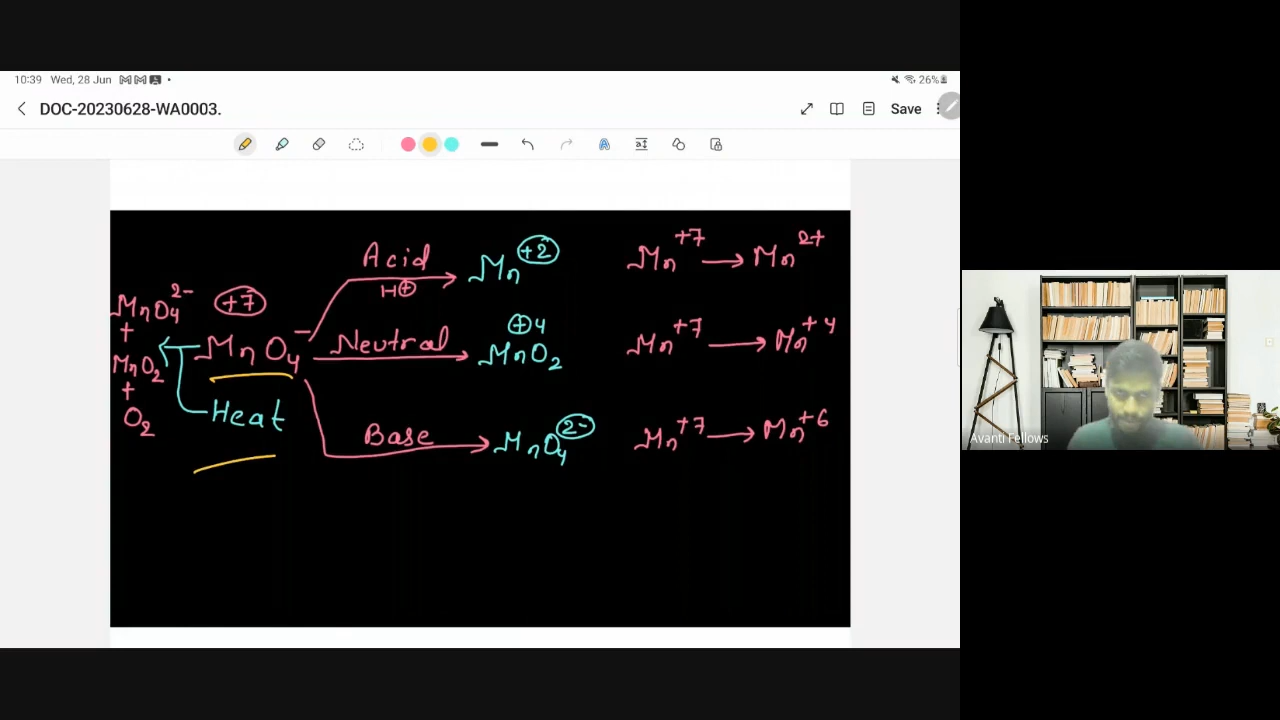 10:39 Wed, 28 Jun
26%
DOC-20230628-WA0003.
Save
Acid
H⊕
Mn+2
Mn+7 → Mn2+
MnO4 2-
+
MnO2
+
O2
+7
MnO4-
Heat
Neutral
+4
MnO2
Mn+7 → Mn+4
Base
MnO4 2-
Mn+7 → Mn+6
Avanti Fellows